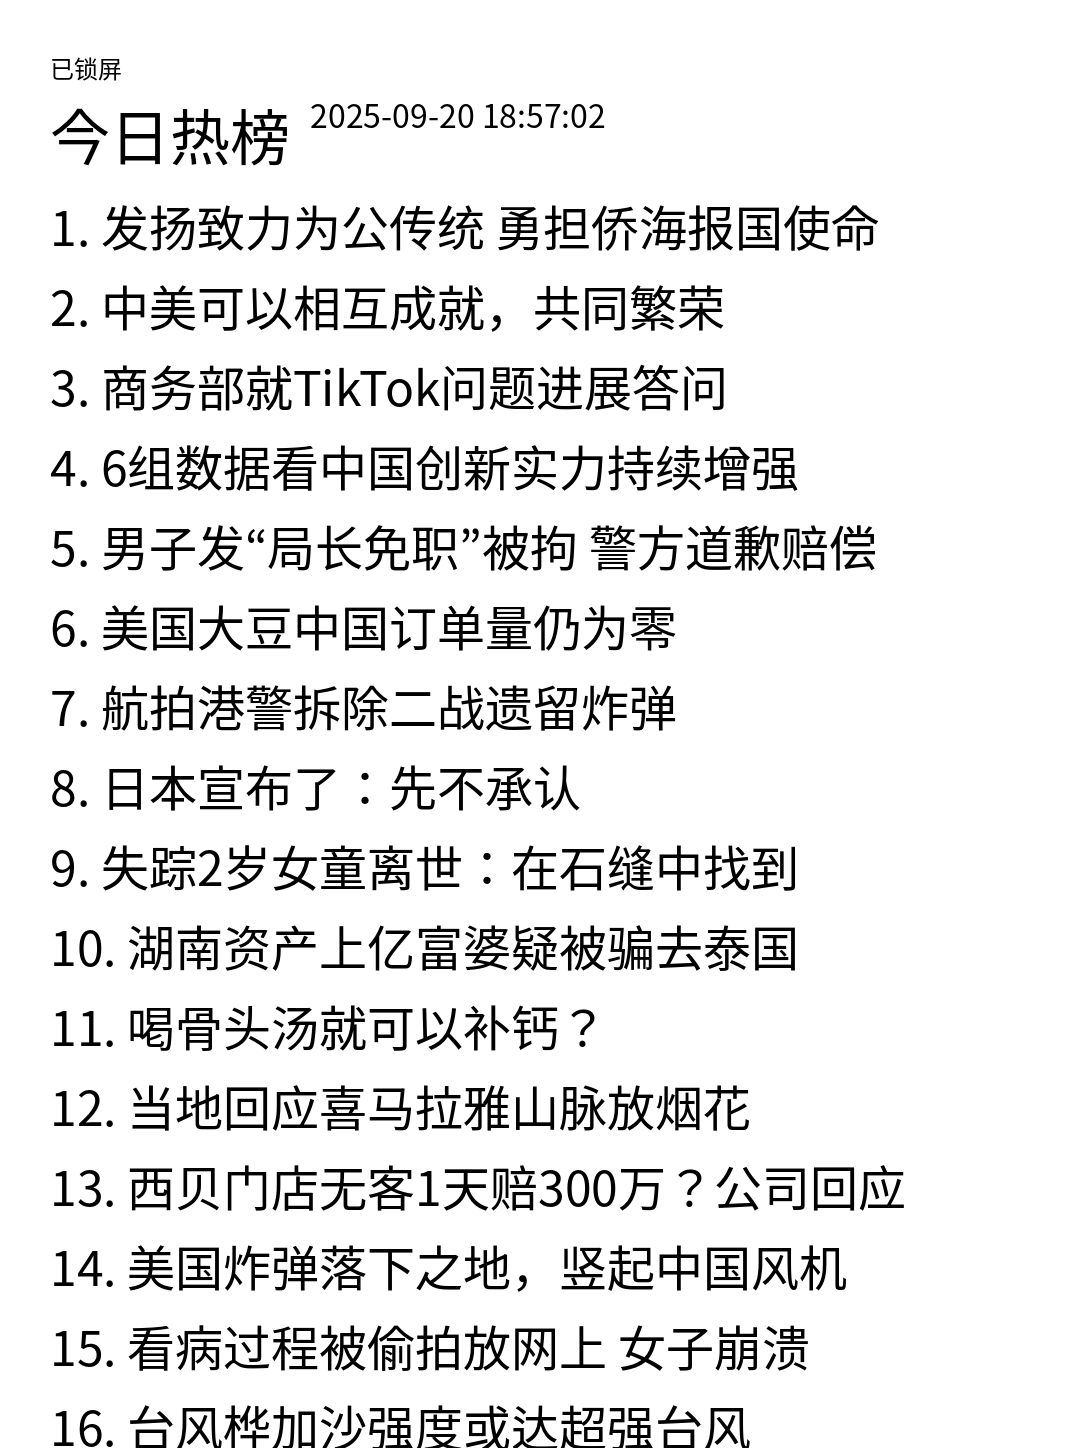 已锁屏
今日热榜 2025-09-20 18:57:02
1. 发扬致力为公传统 勇担侨海报国使命
2. 中美可以相互成就，共同繁荣
3. 商务部就TikTok问题进展答问
4. 6组数据看中国创新实力持续增强
5. 男子发“局长免职”被拘 警方道歉赔偿
6. 美国大豆中国订单量仍为零
7. 航拍港警拆除二战遗留炸弹
8. 日本宣布了：先不承认
9. 失踪2岁女童离世：在石缝中找到
10. 湖南资产上亿富婆疑被骗去泰国
11. 喝骨头汤就可以补钙？
12. 当地回应喜马拉雅山脉放烟花
13. 西贝门店无客1天赔300万？公司回应
14. 美国炸弹落下之地，竖起中国风机
15. 看病过程被偷拍放网上 女子崩溃
16. 台风桦加沙强度或达超强台风